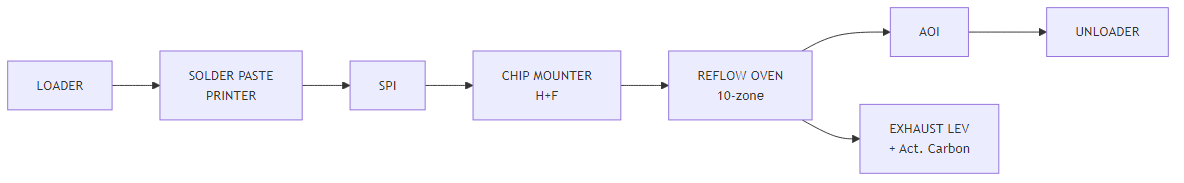 LOADER
SOLDER PASTE
PRINTER
SPI
CHIP MOUNTER
H+F
REFLOW OVEN
10-zone
AOI
UNLOADER
EXHAUST LEV
+ Act. Carbon